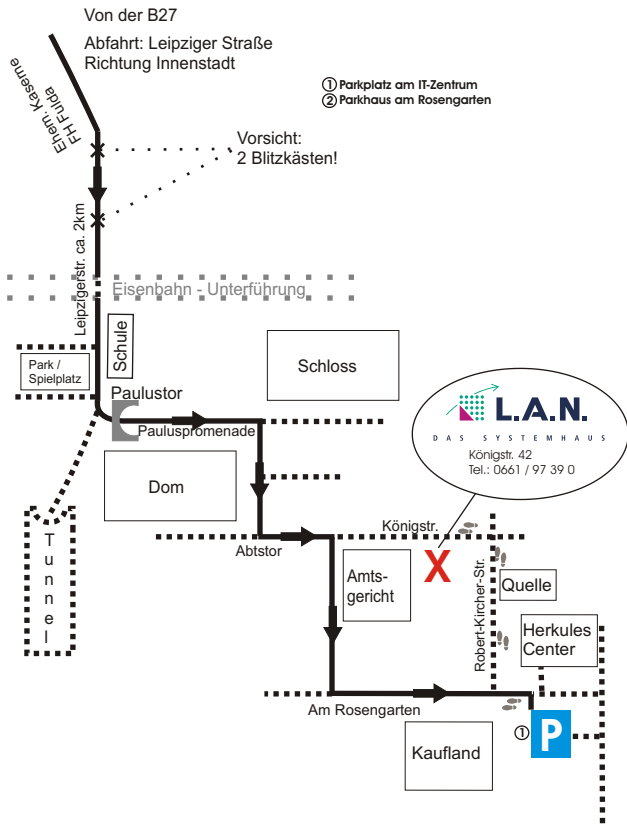 Von der B27
Abfahrt: Leipziger Straße
Richtung Innenstadt
① Parkplatz am IT-Zentrum
② Parkhaus am Rosengarten
Ehem. Kaserne
FH Fulda
Vorsicht:
2 Blitzkästen!
Leipzigerstr. ca. 2km
Eisenbahn - Unterführung
Schule
Park /
Spielplatz
Schloss
Paulustor
Pauluspromenade
L.A.N.
DAS SYSTEMHAUS
Königstr. 42
Tel.: 0661 / 97 39 0
Dom
Tunnel
Königstr.
Abtstor
X
Amts-
gericht
Robert-Kircher-Str.
Quelle
Herkules
Center
Am Rosengarten
Kaufland
①
P